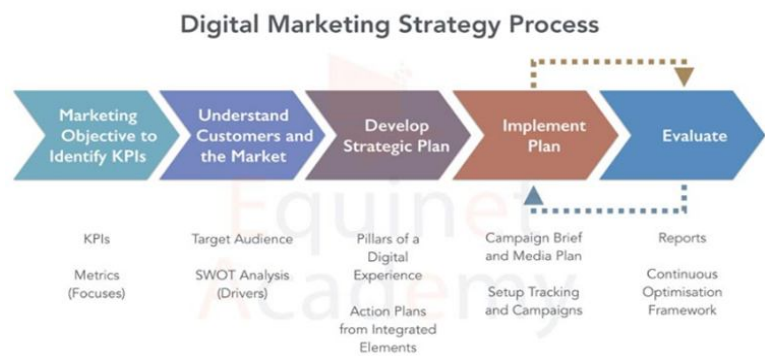 Digital Marketing Strategy Process
Marketing
Objective to
Identify KPIs
Understand
Customers and
the Market
Develop
Strategic Plan
Implement
Plan
Evaluate
KPIs
Metrics
(Focuses)
Target Audience
SWOT Analysis
(Drivers)
Pillars of a
Digital
Experience
Action Plans
from Integrated
Elements
Campaign Brief
and Media Plan
Setup Tracking
and Campaigns
Reports
Continuous
Optimisation
Framework
Equinet
Academy